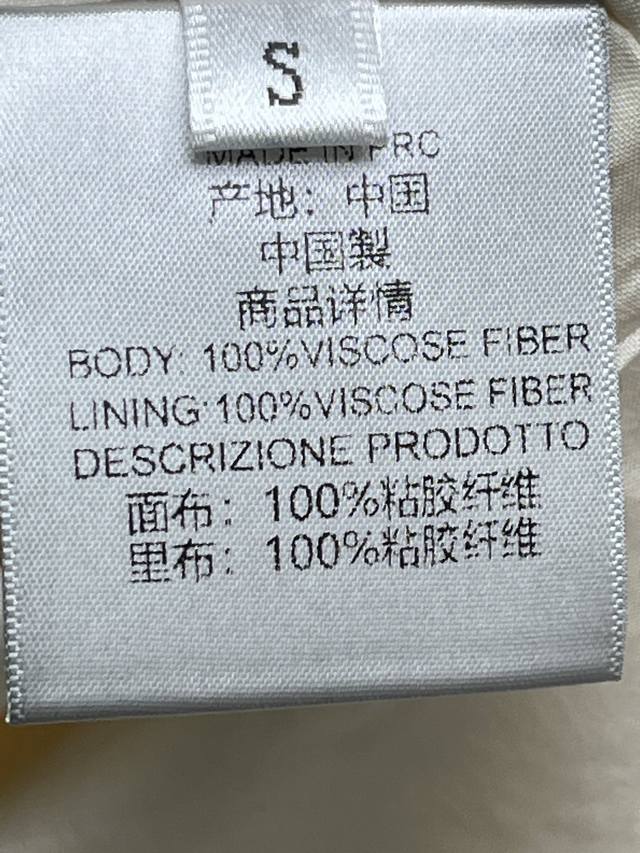 S
MADE IN PRC
产地：中国
中国製
商品详情
BODY: 100%VISCOSE FIBER
LINING:100%VISCOSE FIBER
DESCRIZIONE PRODOTTO
面布：100%粘胶纤维
里布：100%粘胶纤维